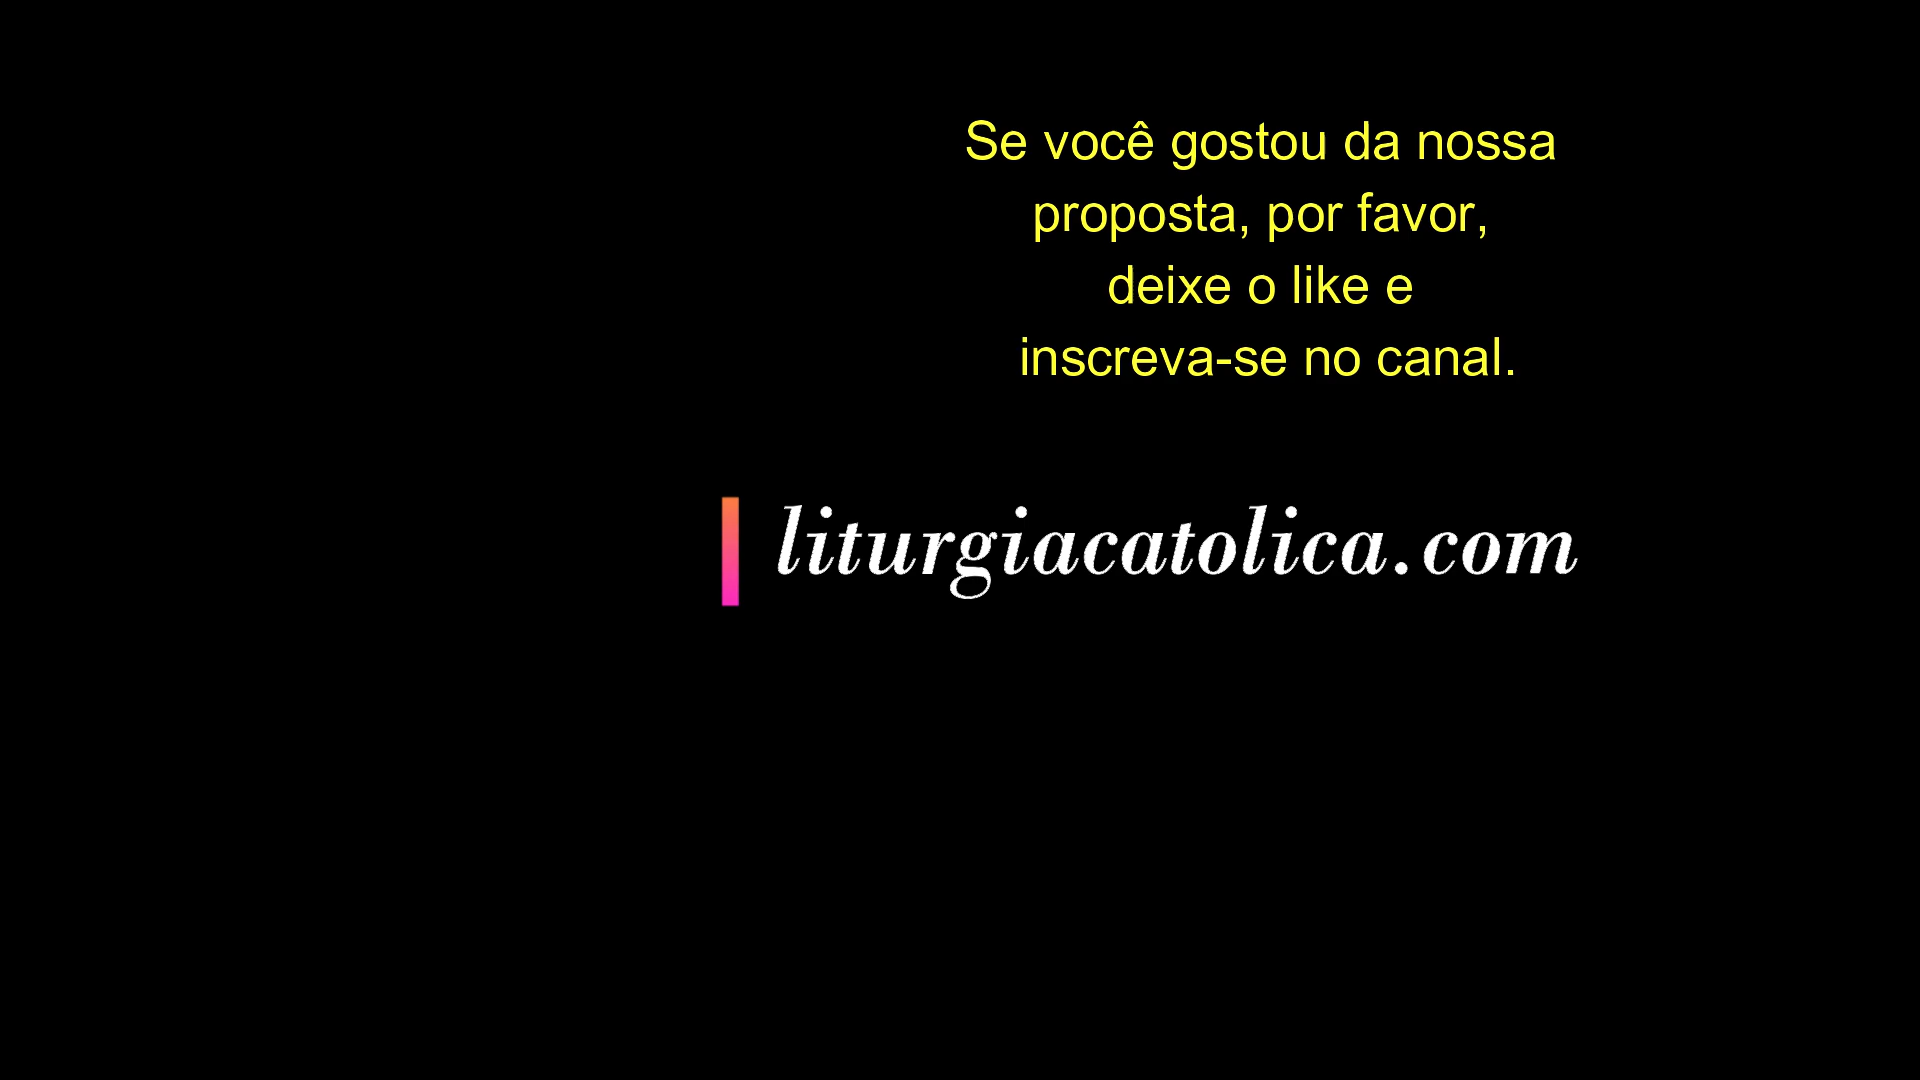 Se você gostou da nossa
proposta, por favor,
deixe o like e
inscreva-se no canal.
liturgiacatolica.com